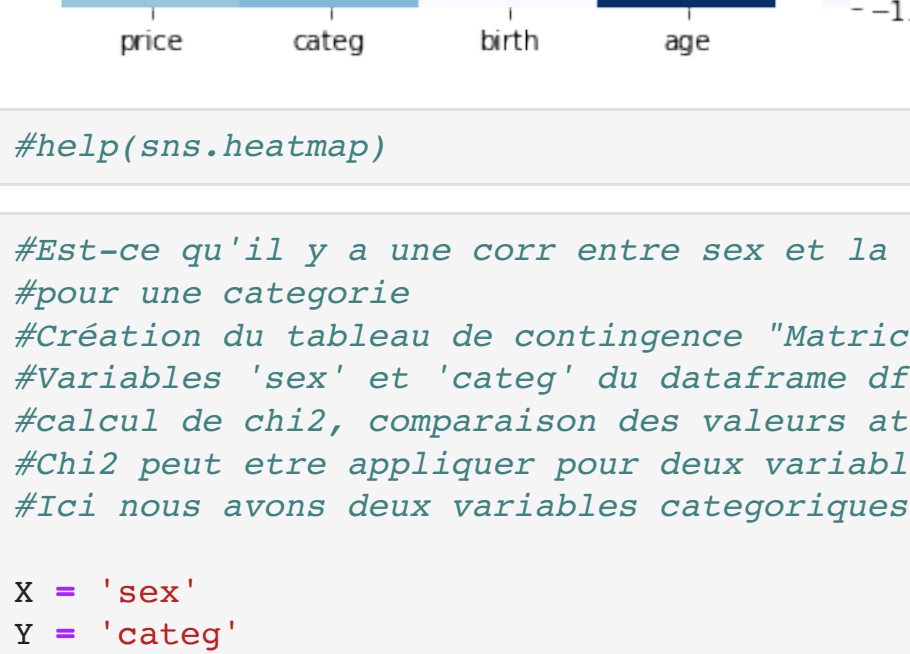 price categ birth age -1.
#help(sns.heatmap)
#Est-ce qu'il y a une corr entre sex et la
#pour une categorie
#Création du tableau de contingence "Matric
#Variables 'sex' et 'categ' du dataframe df
#calcul de chi2, comparaison des valeurs at
#Chi2 peut etre appliquer pour deux variabl
#Ici nous avons deux variables categoriques
X = 'sex'
Y = 'categ'